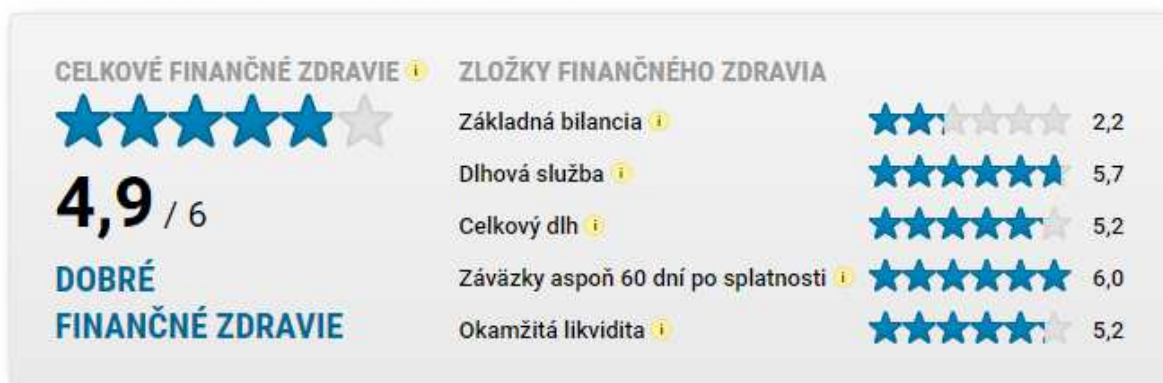 CELKOVÉ FINANČNÉ ZDRAVIE i
4,9 / 6
DOBRÉ
FINANČNÉ ZDRAVIE
ZLOŽKY FINANČNÉHO ZDRAVIA
Základná bilancia i 2,2
Dlhová služba i 5,7
Celkový dlh i 5,2
Záväzky aspoň 60 dní po splatnosti i 6,0
Okamžitá likvidita i 5,2